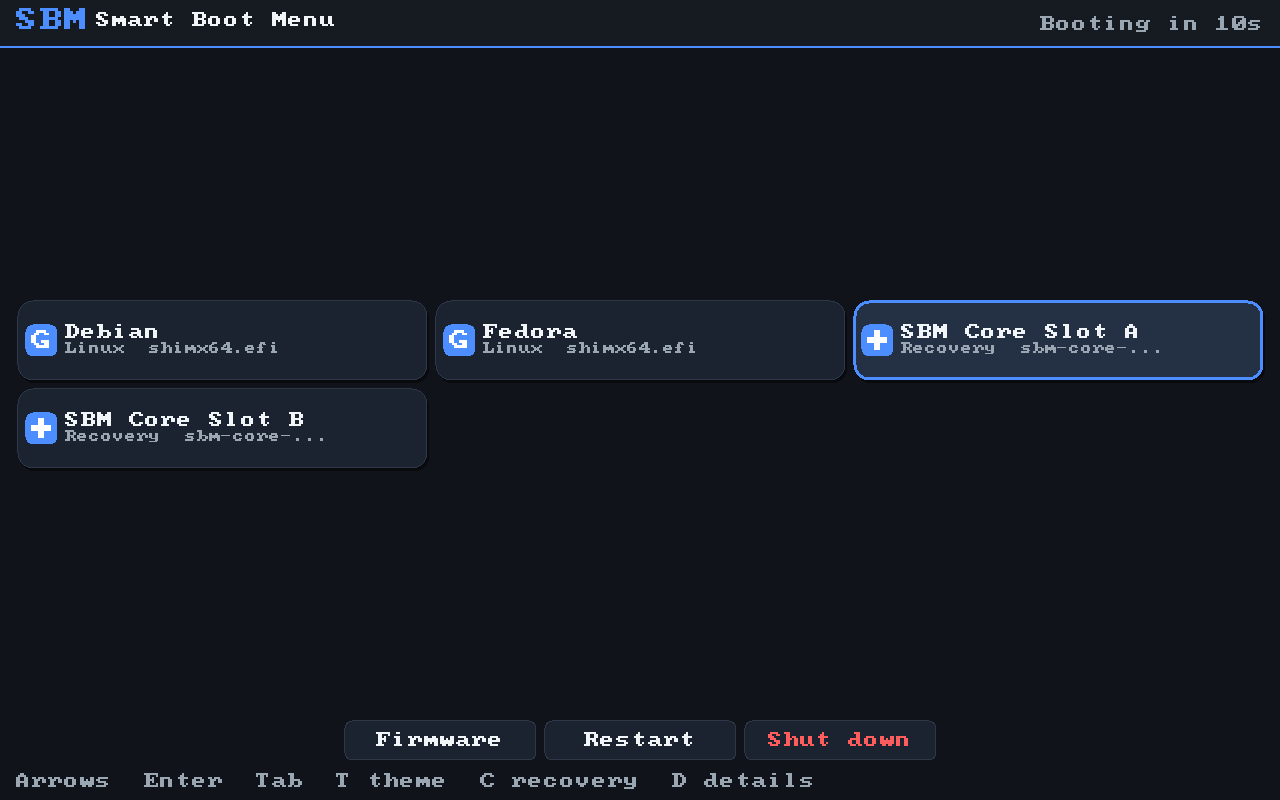 SBM Smart Boot Menu
Booting in 10s
G Debian
Linux shimx64.efi
G Fedora
Linux shimx64.efi
SBM Core Slot A
Recovery sbm-core-...
SBM Core Slot B
Recovery sbm-core-...
Firmware Restart Shut down
Arrows Enter Tab T theme C recovery D details